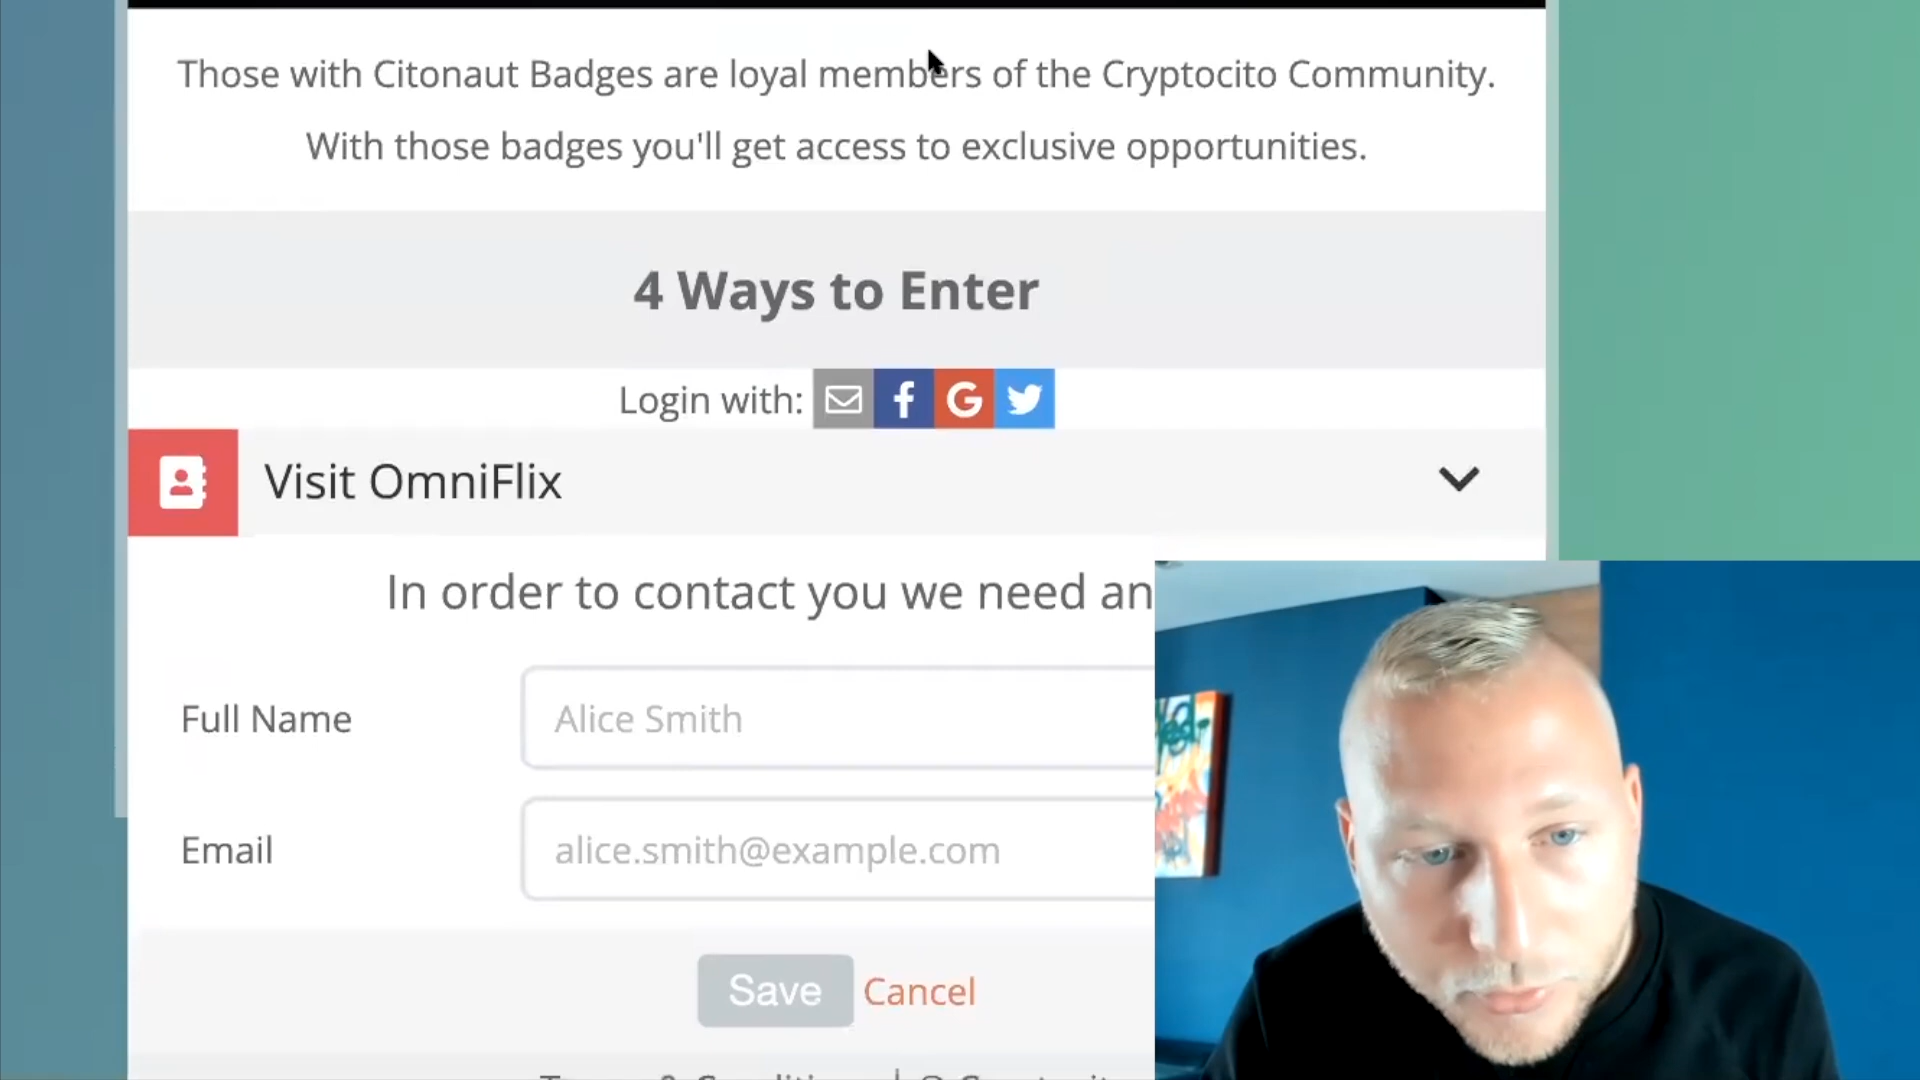 Those with Citonaut Badges are loyal members of the Cryptocito Community.
With those badges you'll get access to exclusive opportunities.
4 Ways to Enter
Login with:
Visit OmniFlix
In order to contact you we need an
Full Name
Alice Smith
Email
alice.smith@example.com
Save Cancel